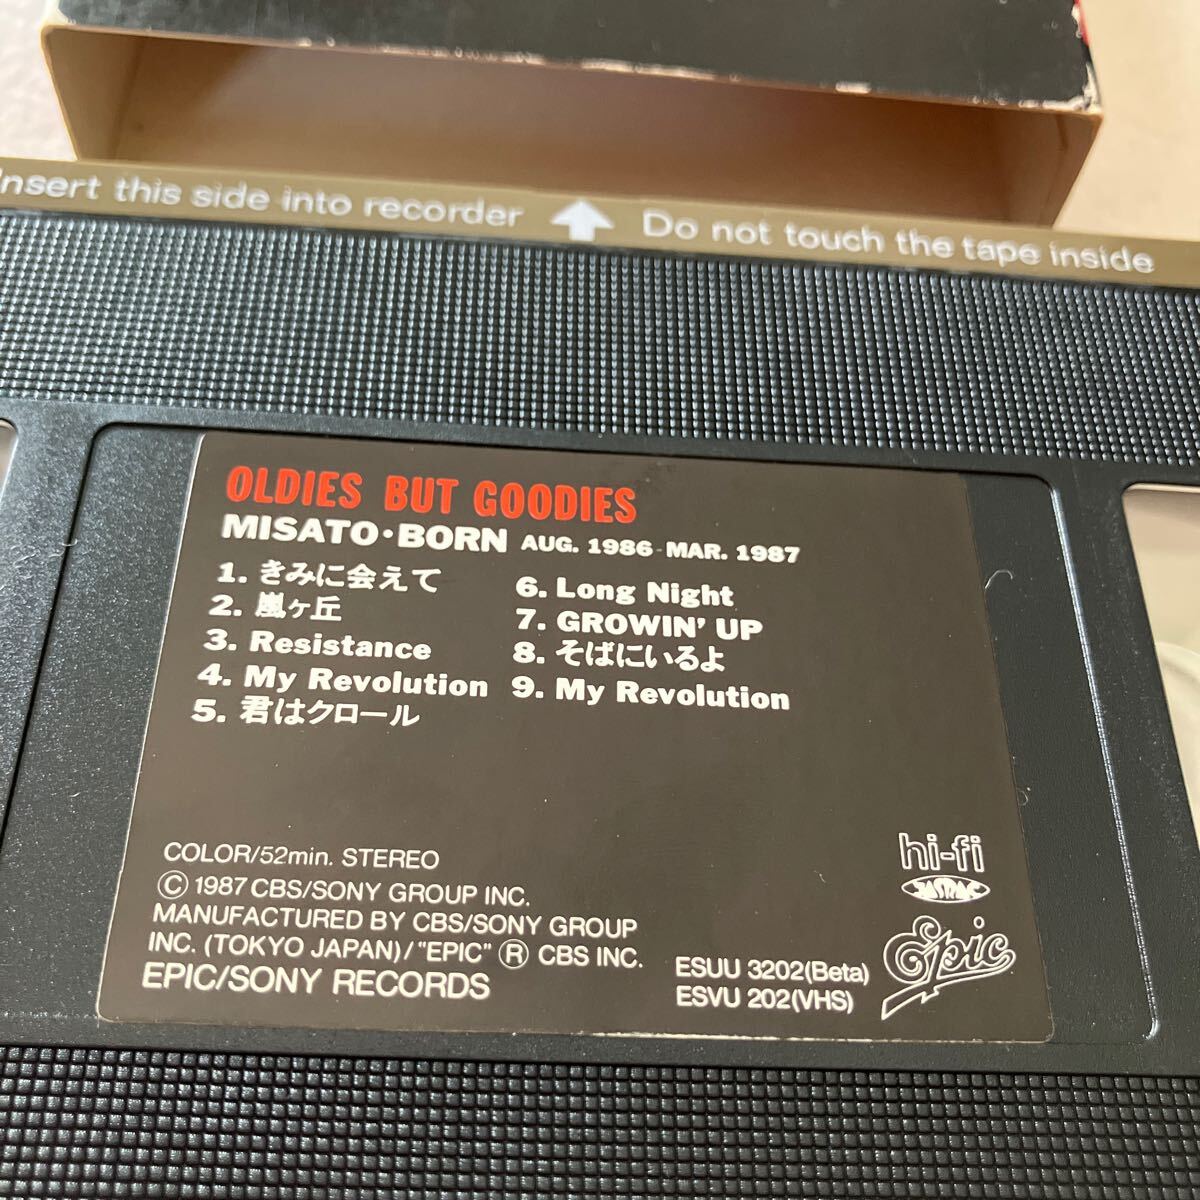 Insert this side into recorder Do not touch the tape inside
OLDIES BUT GOODIES
MISATO・BORN AUG. 1986 - MAR. 1987
1. きみに会えて
2. 嵐ヶ丘
3. Resistance
4. My Revolution
5. 君はクロール
6. Long Night
7. GROWIN' UP
8. そばにいるよ
9. My Revolution
COLOR/52min. STEREO
© 1987 CBS/SONY GROUP INC.
MANUFACTURED BY CBS/SONY GROUP
INC. (TOKYO JAPAN) / "EPIC" ® CBS INC.
EPIC/SONY RECORDS
hi-fi
JASRAC
Epic
ESUU 3202(Beta)
ESVU 202(VHS)